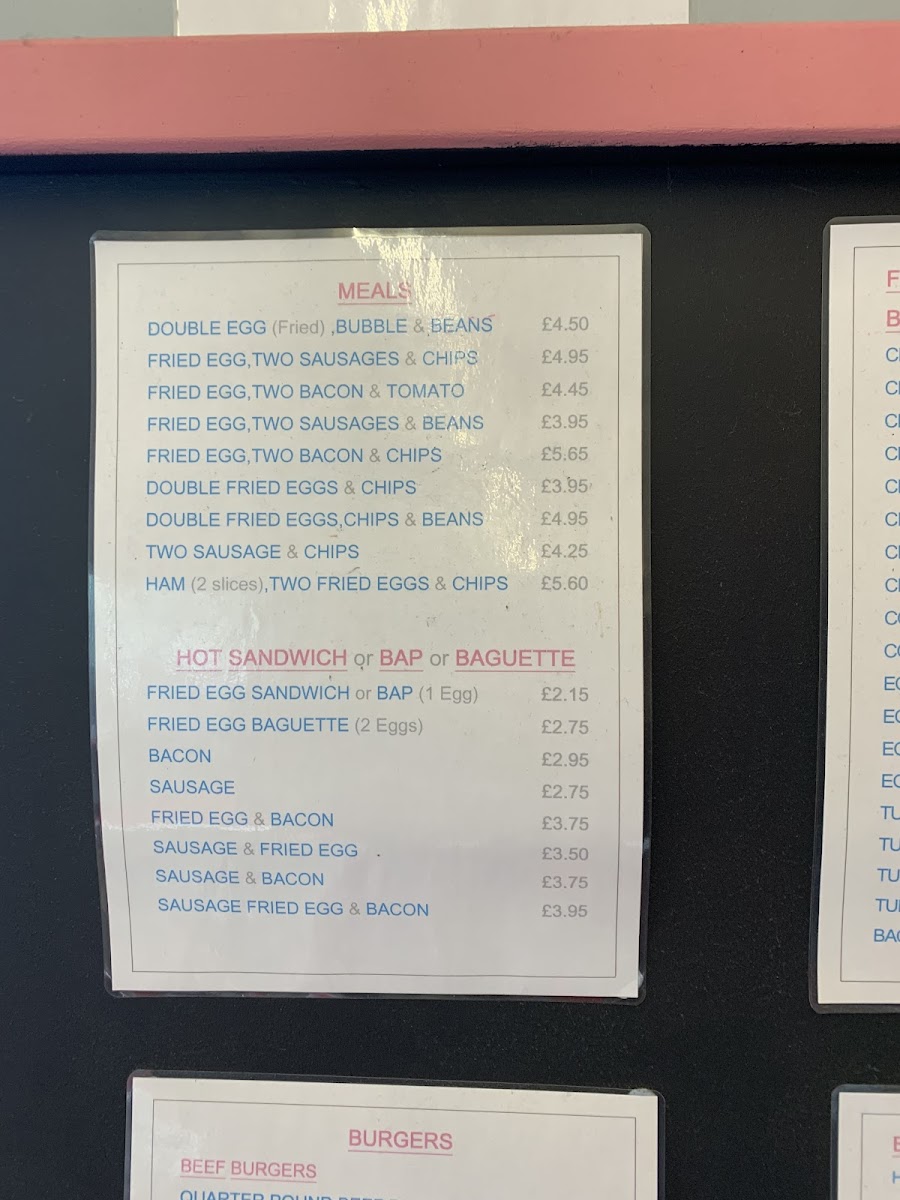 MEALS
DOUBLE EGG (Fried) ,BUBBLE & BEANS £4.50
FRIED EGG,TWO SAUSAGES & CHIPS £4.95
FRIED EGG,TWO BACON & TOMATO £4.45
FRIED EGG,TWO SAUSAGES & BEANS £3.95
FRIED EGG,TWO BACON & CHIPS £5.65
DOUBLE FRIED EGGS & CHIPS £3.95
DOUBLE FRIED EGGS,CHIPS & BEANS £4.95
TWO SAUSAGE & CHIPS £4.25
HAM (2 slices),TWO FRIED EGGS & CHIPS £5.60
HOT SANDWICH or BAP or BAGUETTE
FRIED EGG SANDWICH or BAP (1 Egg) £2.15
FRIED EGG BAGUETTE (2 Eggs) £2.75
BACON £2.95
SAUSAGE £2.75
FRIED EGG & BACON £3.75
SAUSAGE & FRIED EGG £3.50
SAUSAGE & BACON £3.75
SAUSAGE FRIED EGG & BACON £3.95
BURGERS
BEEF BURGERS